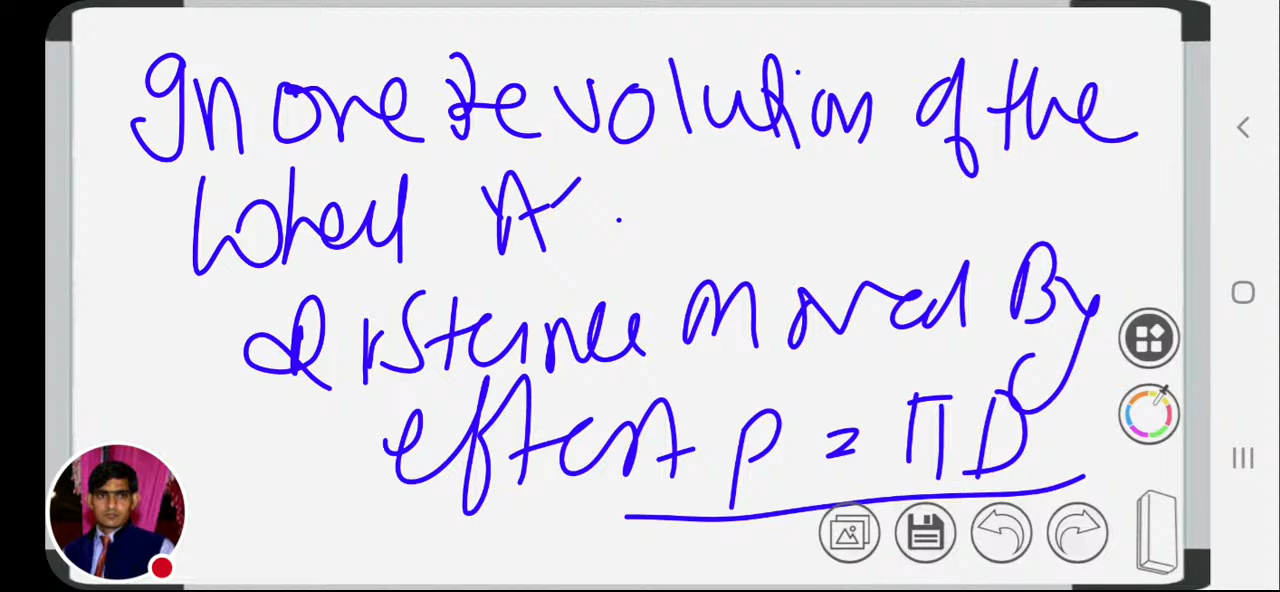 In one revolution of the
wheel A
distance moved By
effort P = πD